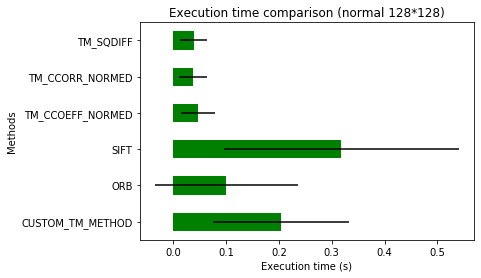 Execution time comparison (normal 128*128)
TM_SQDIFF
TM_CCORR_NORMED
TM_CCOEFF_NORMED
SIFT
ORB
CUSTOM_TM_METHOD
Methods
0.0 0.1 0.2 0.3 0.4 0.5
Execution time (s)